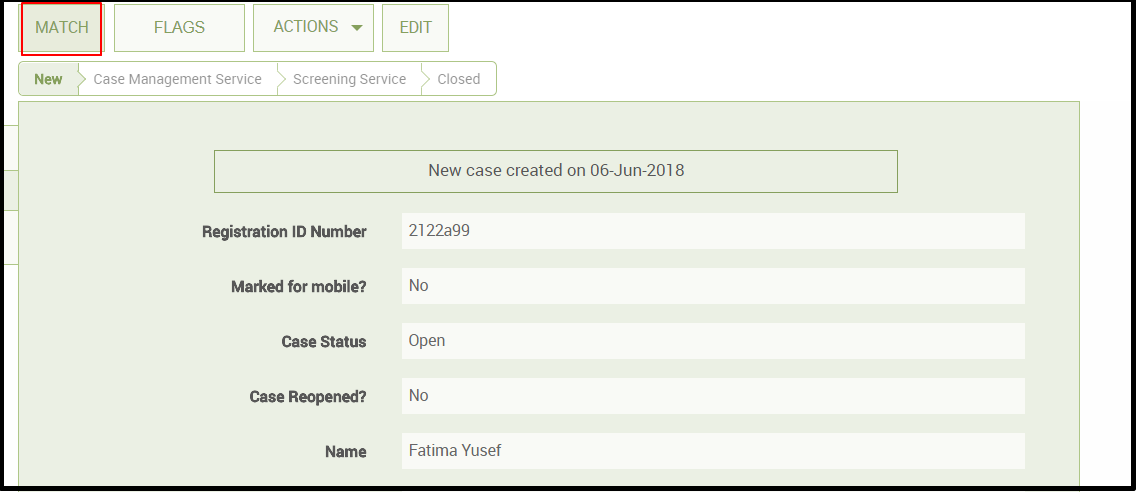 MATCH FLAGS ACTIONS EDIT
New Case Management Service Screening Service Closed
New case created on 06-Jun-2018
Registration ID Number 2122a99
Marked for mobile? No
Case Status Open
Case Reopened? No
Name Fatima Yusef